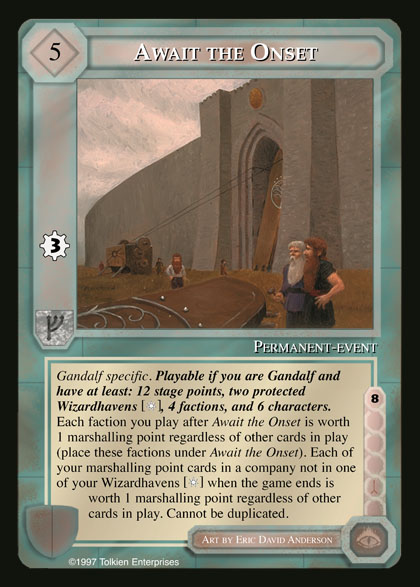 5
AWAIT THE ONSET
3
PERMANENT-EVENT
Gandalf specific. Playable if you are Gandalf and
have at least: 12 stage points, two protected
Wizardhavens [☼], 4 factions, and 6 characters.
Each faction you play after Await the Onset is worth
1 marshalling point regardless of other cards in play
(place these factions under Await the Onset). Each of
your marshalling point cards in a company not in one
of your Wizardhavens [☼] when the game ends is
worth 1 marshalling point regardless of other
cards in play. Cannot be duplicated.
8
ART BY ERIC DAVID ANDERSON
©1997 Tolkien Enterprises